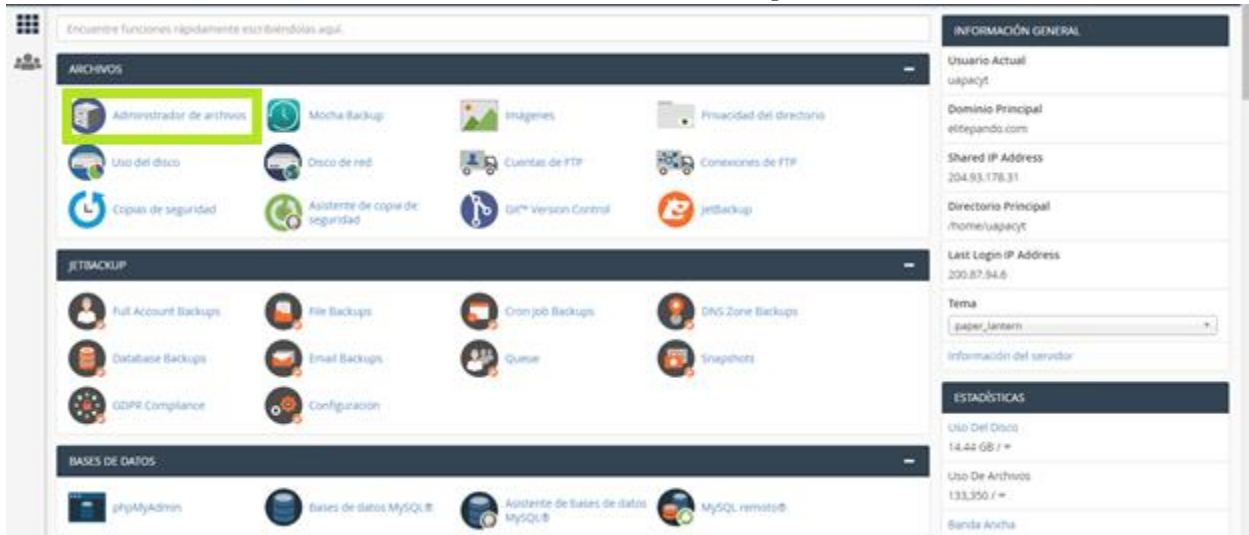 Encuentre funciones rápidamente escribiéndolas aquí.
ARCHIVOS
Administrador de archivos
Mocha Backup
Imágenes
Privacidad del directorio
Uso del disco
Disco de red
Cuentas de FTP
Conexiones de FTP
Copias de seguridad
Asistente de copia de
seguridad
Git™ Version Control
JetBackup
JETBACKUP
Full Account Backups
File Backups
Cron Job Backups
DNS Zone Backups
Database Backups
Email Backups
Queue
Snapshots
GDPR Compliance
Configuración
BASES DE DATOS
phpMyAdmin
Bases de datos MySQL®
Asistente de bases de datos
MySQL®
MySQL remoto®
INFORMACIÓN GENERAL
Usuario Actual
uapacyt
Dominio Principal
elitepando.com
Shared IP Address
204.93.178.31
Directorio Principal
/home/uapacyt
Last Login IP Address
200.87.94.6
Tema
paper_lantern
Información del servidor
ESTADÍSTICAS
Uso Del Disco
14.44 GB / ∞
Uso De Archivos
133,350 / ∞
Banda Ancha